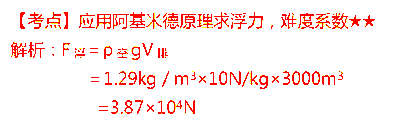 【考点】应用阿基米德原理求浮力，难度系数★★
解析：F浮=ρ空gV排
=1.29kg／m³×10N/kg×3000m³
=3.87×10⁴N